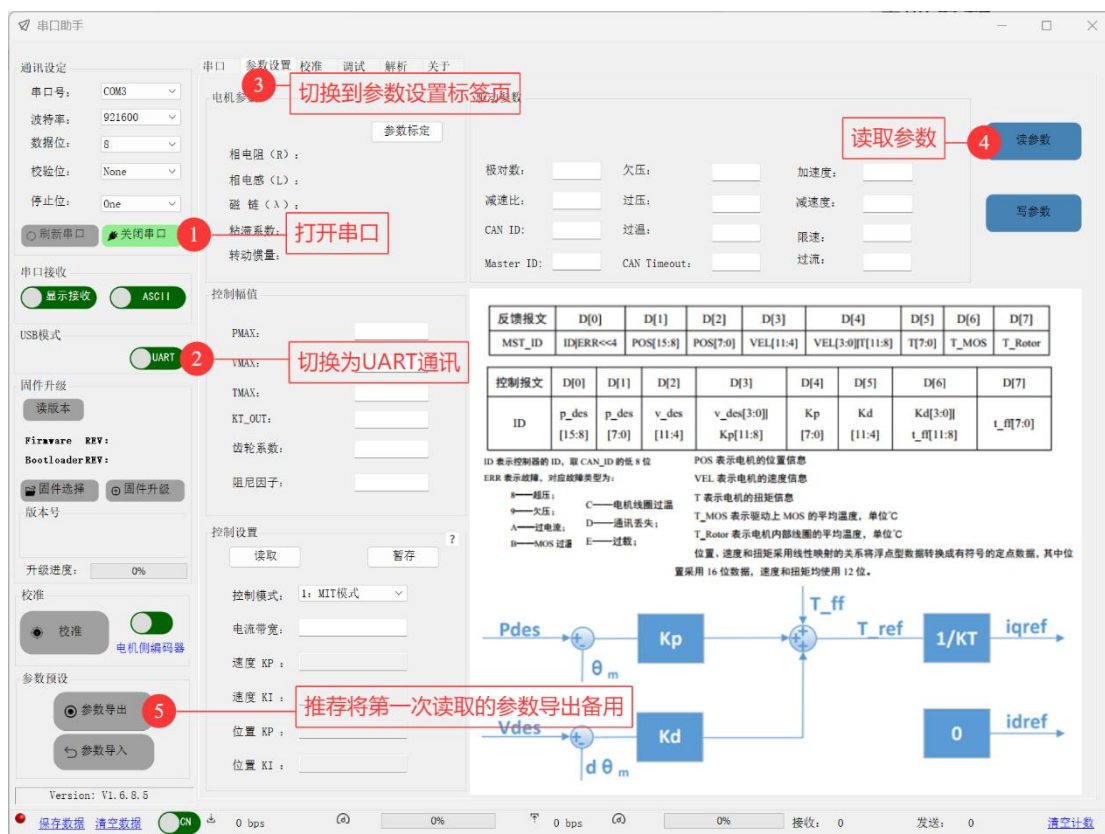 串口助手
通讯设定
串口号: COM3
波特率: 921600
数据位: 8
校验位: None
停止位: One
刷新串口 关闭串口
1 打开串口
串口接收
显示接收 ASCII
USB模式
UART
2 切换为UART通讯
固件升级
读版本
Firmware REV:
Bootloader REV:
固件选择 固件升级
版本号
升级进度: 0%
校准
校准
电机侧编码器
参数预设
参数导出
5 推荐将第一次读取的参数导出备用
参数导入
Version: V1.6.8.5
串口 参数设置 校准 调试 解析 关于
3 切换到参数设置标签页
参数标定
相电阻(R):
相电感(L):
磁 链(λ):
粘滞系数:
转动惯量:
控制幅值
PMAX:
VMAX:
TMAX:
KT_OUT:
齿轮系数:
阻尼因子:
控制设置
?
读取 暂存
控制模式: 1: MIT模式
电流带宽:
速度 KP :
速度 KI :
位置 KP :
位置 KI :
极对数: 欠压: 加速度:
减速比: 过压: 减速度:
CAN ID: 过温: 限速:
Master ID: CAN Timeout: 过流:
读取参数 4 读参数
写参数
反馈报文 D[0] D[1] D[2] D[3] D[4] D[5] D[6] D[7]
MST_ID ID|ERR<<4 POS[15:8] POS[7:0] VEL[11:4] VEL[3:0]|T[11:8] T[7:0] T_MOS T_Rotor
控制报文 D[0] D[1] D[2] D[3] D[4] D[5] D[6] D[7]
ID p_des [15:8] p_des [7:0] v_des [11:4] v_des[3:0]| Kp[11:8] Kp [7:0] Kd [11:4] Kd[3:0]| t_ff[11:8] t_ff[7:0]
ID 表示控制器的 ID，取 CAN_ID 的低 8 位
ERR 表示故障，对应故障类型为:
8——超压;
9——欠压;
A——过电流;
B——MOS 过温
C——电机线圈过温
D——通讯丢失;
E——过载;
POS 表示电机的位置信息
VEL 表示电机的速度信息
T 表示电机的扭矩信息
T_MOS 表示驱动上 MOS 的平均温度，单位℃
T_Rotor 表示电机内部线圈的平均温度，单位℃
位置、速度和扭矩采用线性映射的关系将浮点型数据转换成有符号的定点数据，其中位
置采用 16 位数据，速度和扭矩均使用 12 位。
T_ff
Pdes Kp T_ref 1/KT iqref
θ m
Vdes Kd 0 idref
d θ m
保存数据 清空数据 CN 0 bps 0% 0 bps 0% 接收: 0 发送: 0 清空计数